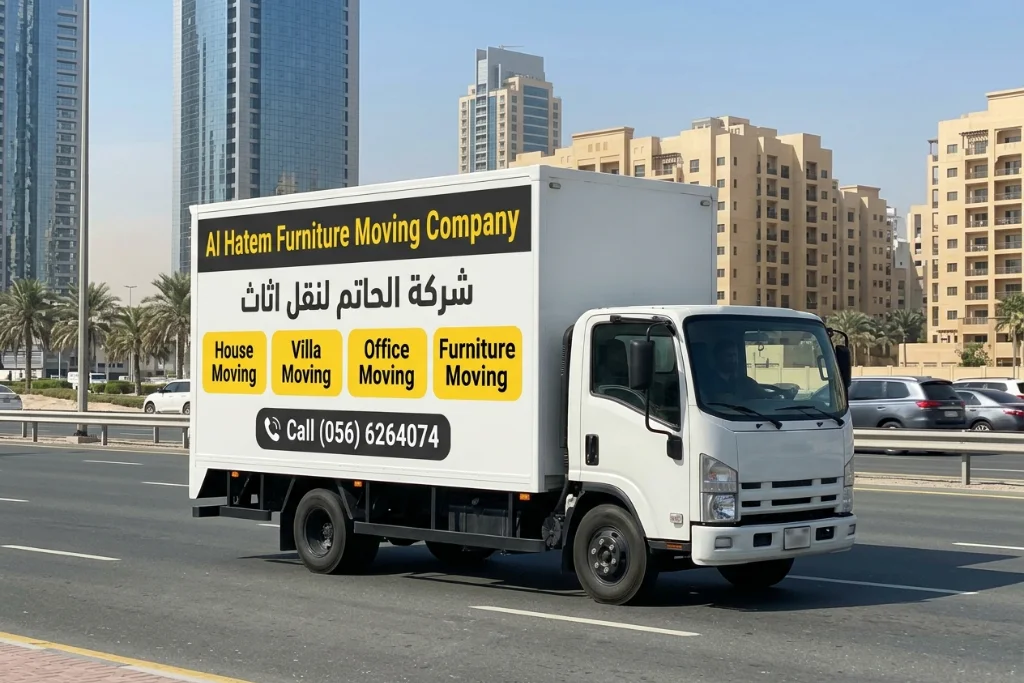 Al Hatem Furniture Moving Company
شركة الحاتم لنقل اثاث
House Moving
Villa Moving
Office Moving
Furniture Moving
Call (056) 6264074